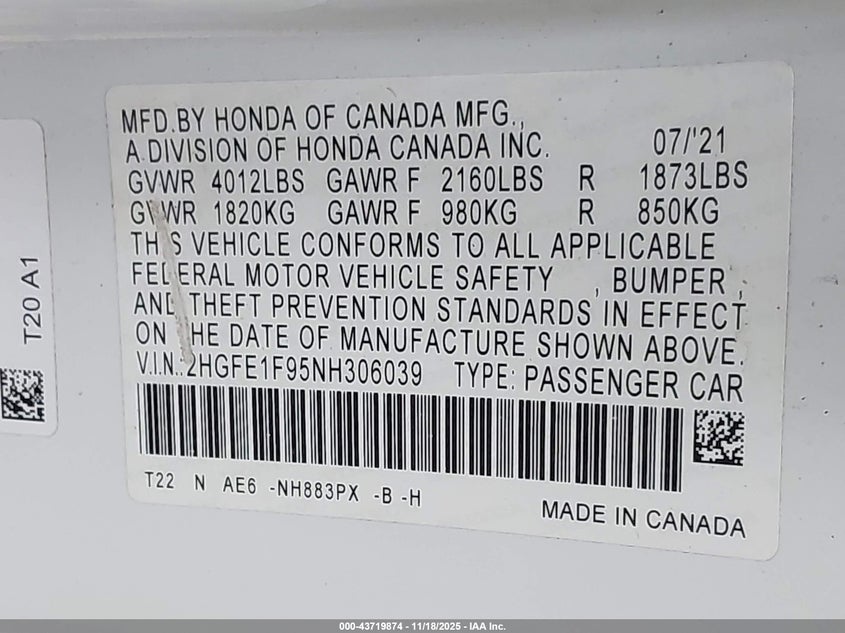 MFD.BY HONDA OF CANADA MFG.,
A DIVISION OF HONDA CANADA INC. 07/'21
GVWR 4012LBS GAWR F 2160LBS R 1873LBS
GVWR 1820KG GAWR F 980KG R 850KG
THIS VEHICLE CONFORMS TO ALL APPLICABLE
FEDERAL MOTOR VEHICLE SAFETY , BUMPER ,
AND THEFT PREVENTION STANDARDS IN EFFECT
ON THE DATE OF MANUFACTURE SHOWN ABOVE.
V.I.N.:2HGFE1F95NH306039 TYPE: PASSENGER CAR
T22 N AE6 -NH883PX -B -H
MADE IN CANADA
T20 A1
000-43719874 - 11/18/2025 - IAA Inc.